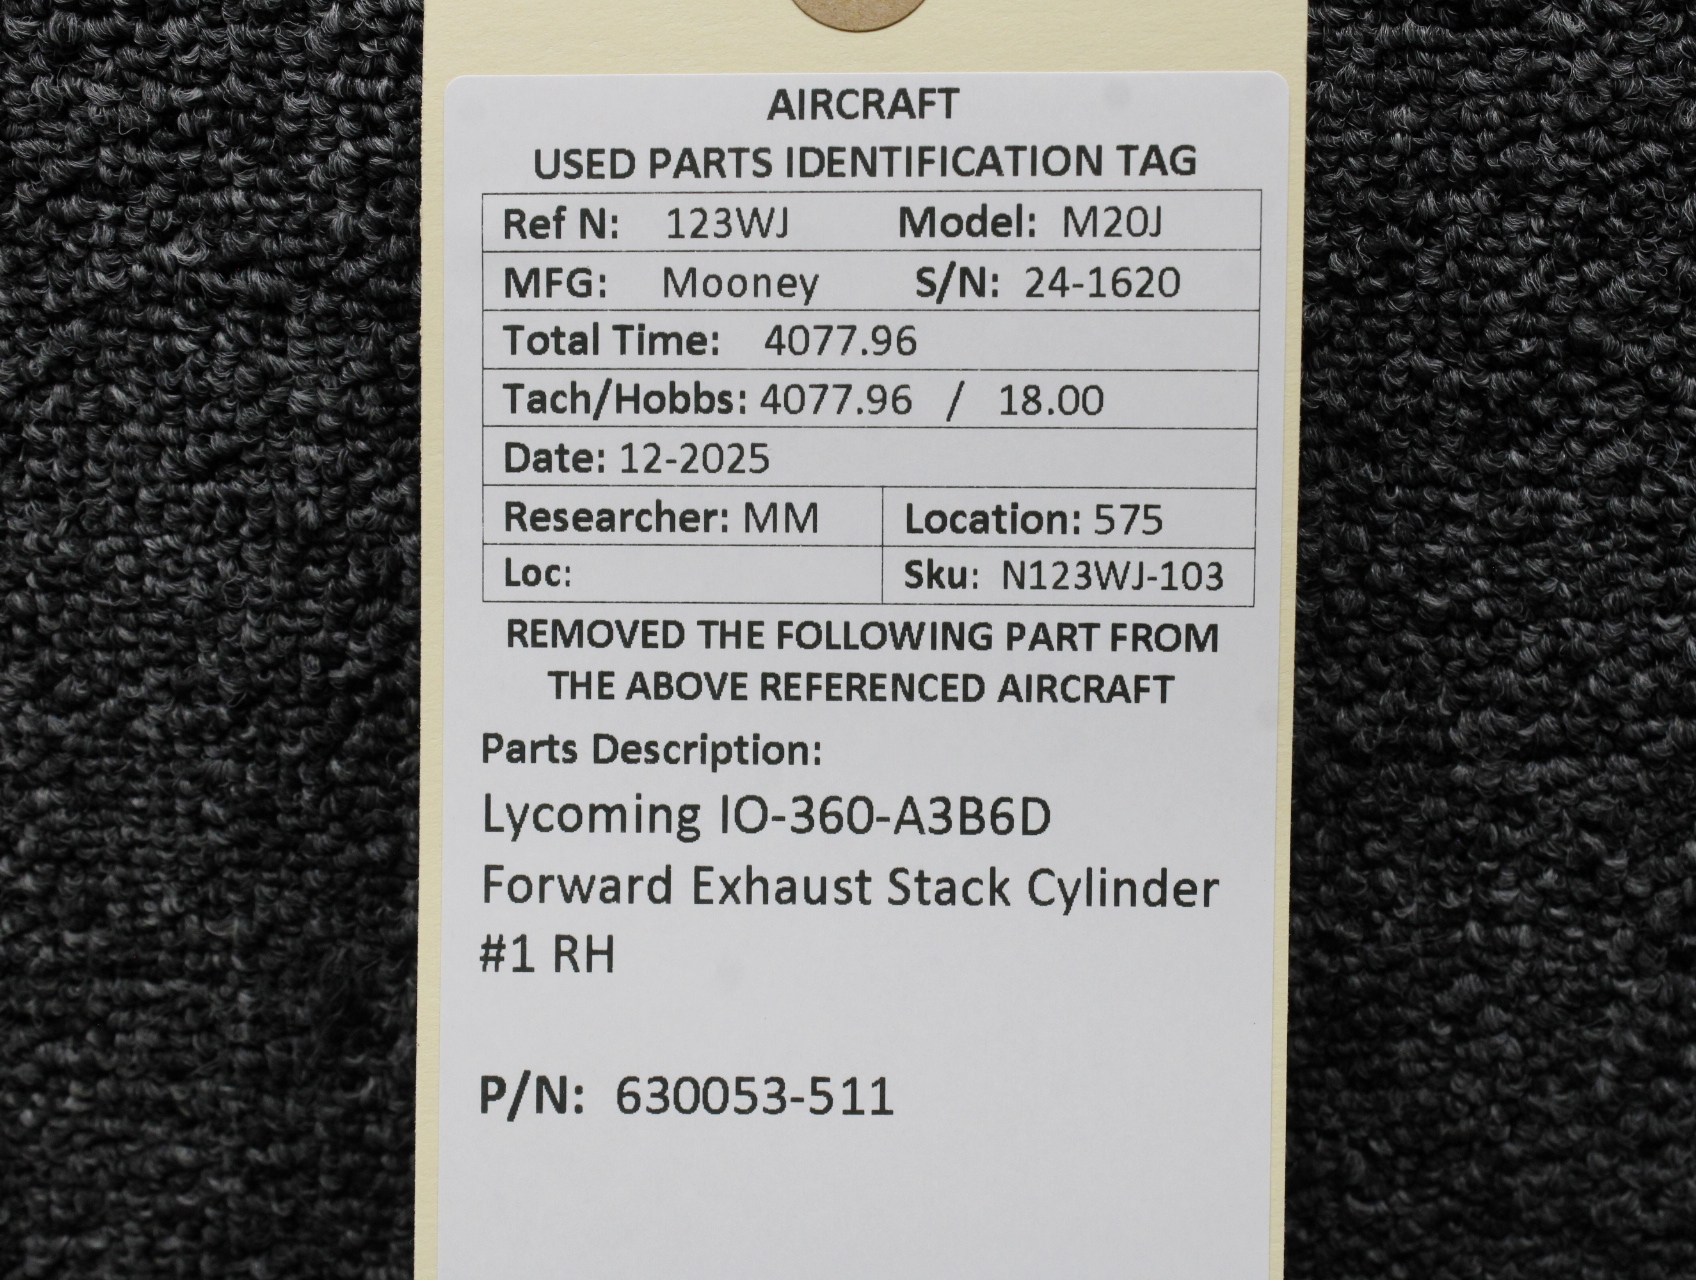 AIRCRAFT
USED PARTS IDENTIFICATION TAG
Ref N: 123WJ Model: M20J
MFG: Mooney S/N: 24-1620
Total Time: 4077.96
Tach/Hobbs: 4077.96 / 18.00
Date: 12-2025
Researcher: MM Location: 575
Loc: Sku: N123WJ-103
REMOVED THE FOLLOWING PART FROM
THE ABOVE REFERENCED AIRCRAFT
Parts Description:
Lycoming IO-360-A3B6D
Forward Exhaust Stack Cylinder
#1 RH
P/N: 630053-511